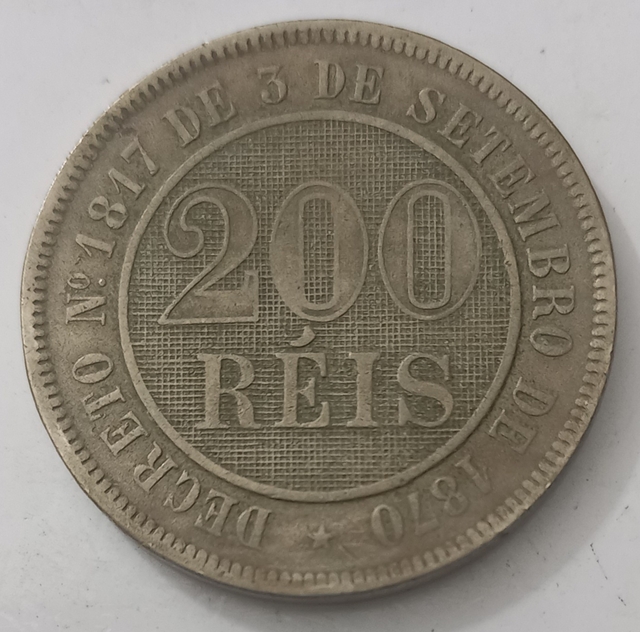 DECRETO Nº 1817 DE 3 DE SETEMBRO DE 1870
200
RÉIS